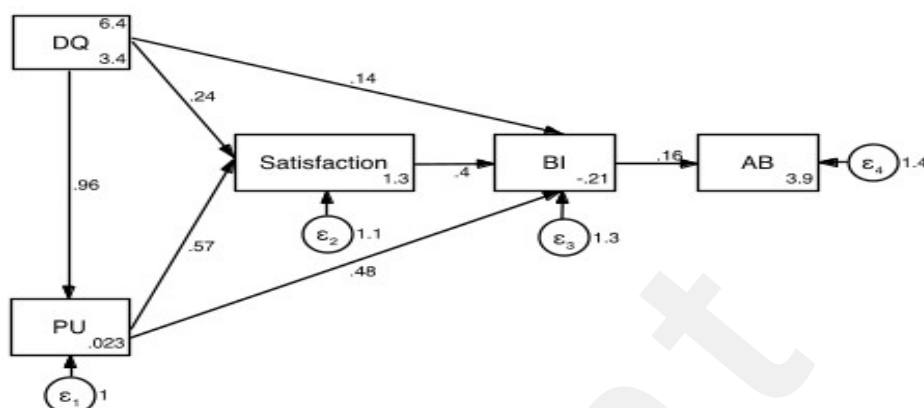 6.4
DQ
3.4
.14
.24
Satisfaction
1.3
.4
BI
-.21
.16
AB
3.9
ε4
1.4
.96
ε2
1.1
ε3
1.3
.57
.48
PU
.023
ε1
1
nt